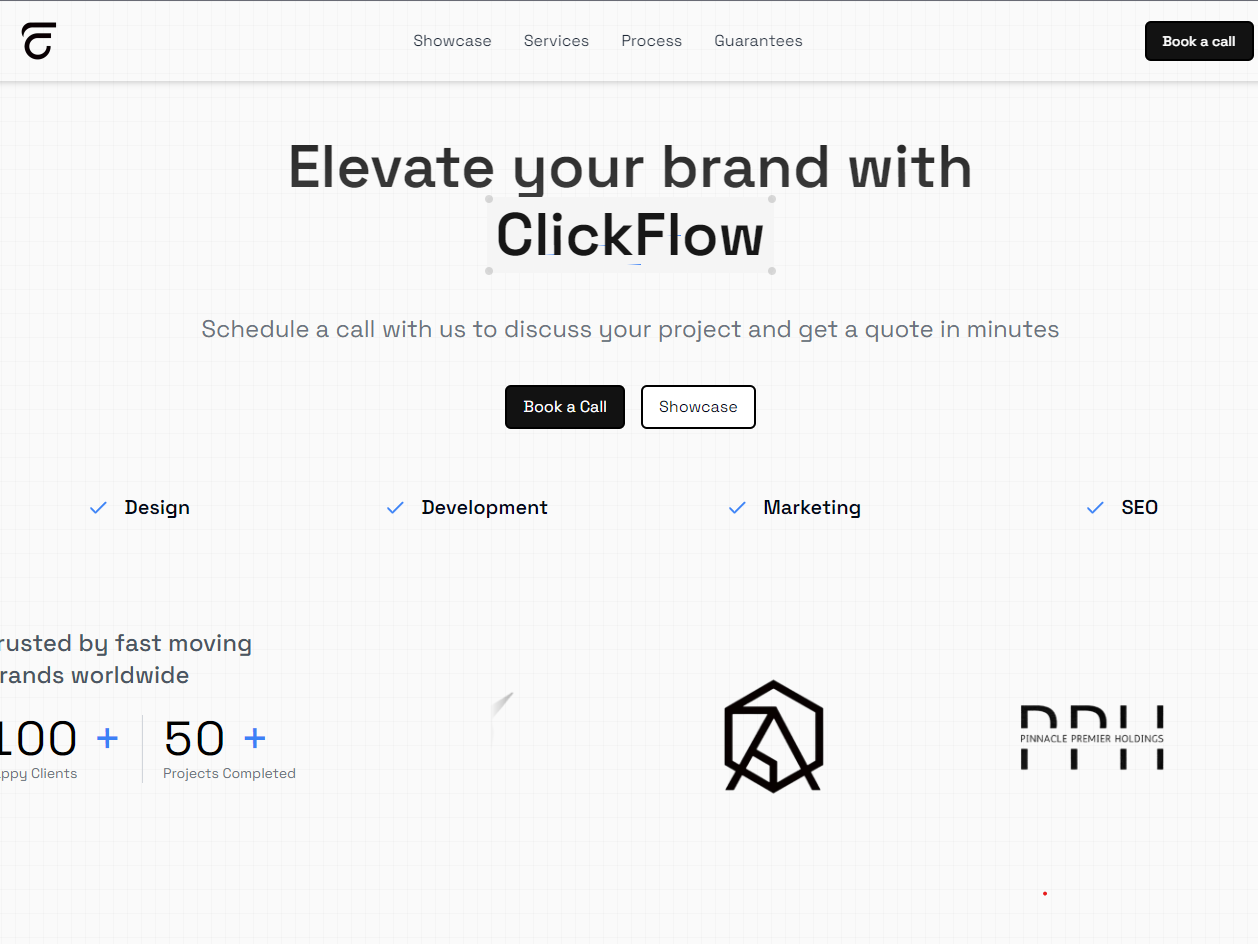 Showcase Services Process Guarantees Book a call
Elevate your brand with
ClickFlow
Schedule a call with us to discuss your project and get a quote in minutes
Book a Call Showcase
Design Development Marketing SEO
rusted by fast moving
rands worldwide
100 + 50 +
appy Clients Projects Completed
PPH
PINNACLE PREMIER HOLDINGS